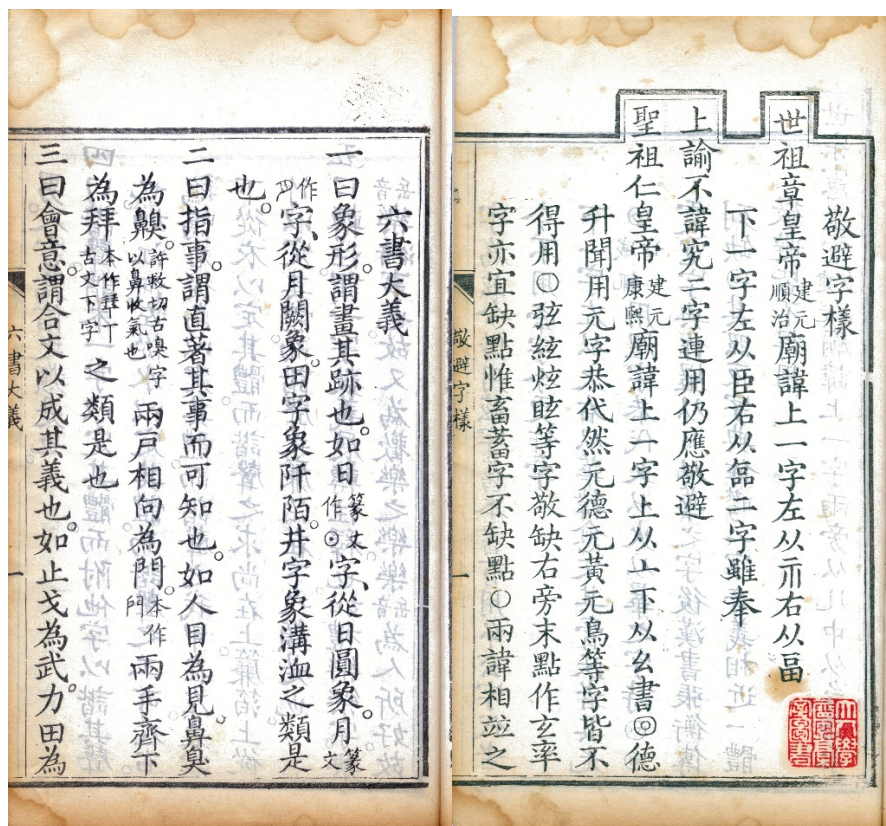 敬避字樣
世祖章皇帝建元順治廟諱上一字左从示右从畐
下一字左从臣右从品二字雖奉
上諭不諱究二字連用仍應敬避
聖祖仁皇帝建元康熙廟諱上一字上从亠下从幺書◎德
升聞用元字恭代然元德元黃元鳥等字皆不
得用○弦絃炫眩等字敬缺右旁末點作玄率
字亦宜缺點惟畜蓄字不缺點○兩諱相竝之
敬避字樣 一
六書大義
一曰象形。謂畫其跡也。如日篆文作⊙字、從日圓象。月篆文
作字、從月闕象。田字象阡陌。井字象溝洫之類是
也。
二曰指事。謂直著其事而可知也。如人目為見。鼻臭
為齅。許救切古嗅字以鼻收氣也兩戶相向為門。本作門兩手齊下
為拜本作丅古文下字之類是也
三曰會意。謂合文以成其義也。如止戈為武。力田為
六書大義 一